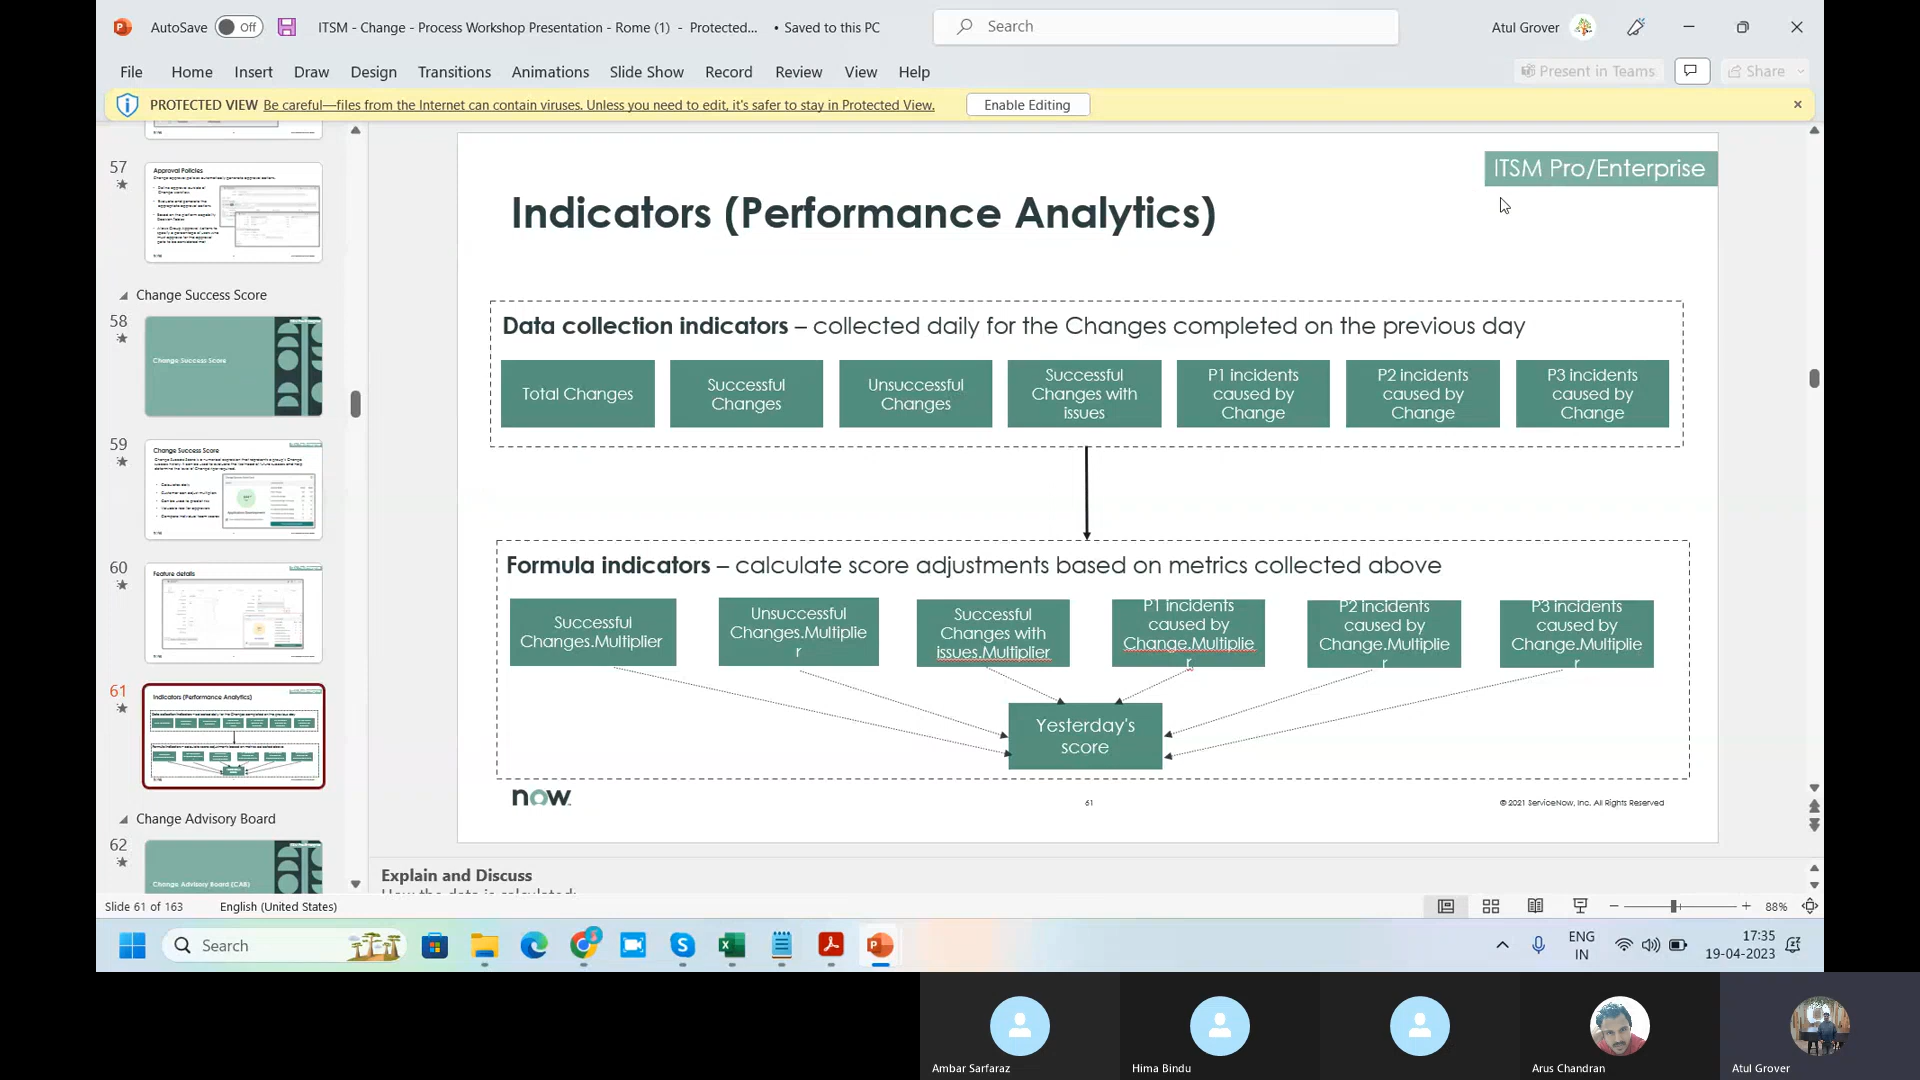 AutoSave Off ITSM - Change - Process Workshop Presentation - Rome (1) - Protected... • Saved to this PC Search Atul Grover
File Home Insert Draw Design Transitions Animations Slide Show Record Review View Help Present in Teams Share
PROTECTED VIEW Be careful—files from the Internet can contain viruses. Unless you need to edit, it's safer to stay in Protected View. Enable Editing
57
Approval Policies
Change Success Score
58
Change Success Score
59
Change Success Score
60
Feature details
61
Indicators (Performance Analytics)
Change Advisory Board
62
Change Advisory Board (CAB)
ITSM Pro/Enterprise
Indicators (Performance Analytics)
Data collection indicators – collected daily for the Changes completed on the previous day
Total Changes
Successful
Changes
Unsuccessful
Changes
Successful
Changes with
issues
P1 incidents
caused by
Change
P2 incidents
caused by
Change
P3 incidents
caused by
Change
Formula indicators – calculate score adjustments based on metrics collected above
Successful
Changes.Multiplier
Unsuccessful
Changes.Multiplie
r
Successful
Changes with
issues.Multiplier
P1 incidents
caused by
Change.Multiplie
r
P2 incidents
caused by
Change.Multiplie
r
P3 incidents
caused by
Change.Multiplie
r
Yesterday's
score
now.
61
© 2021 ServiceNow, Inc. All Rights Reserved
Explain and Discuss
How the data is calculated:
Slide 61 of 163 English (United States) 88%
Search
ENG
IN
17:35
19-04-2023
Ambar Sarfaraz
Hima Bindu
Arus Chandran
Atul Grover